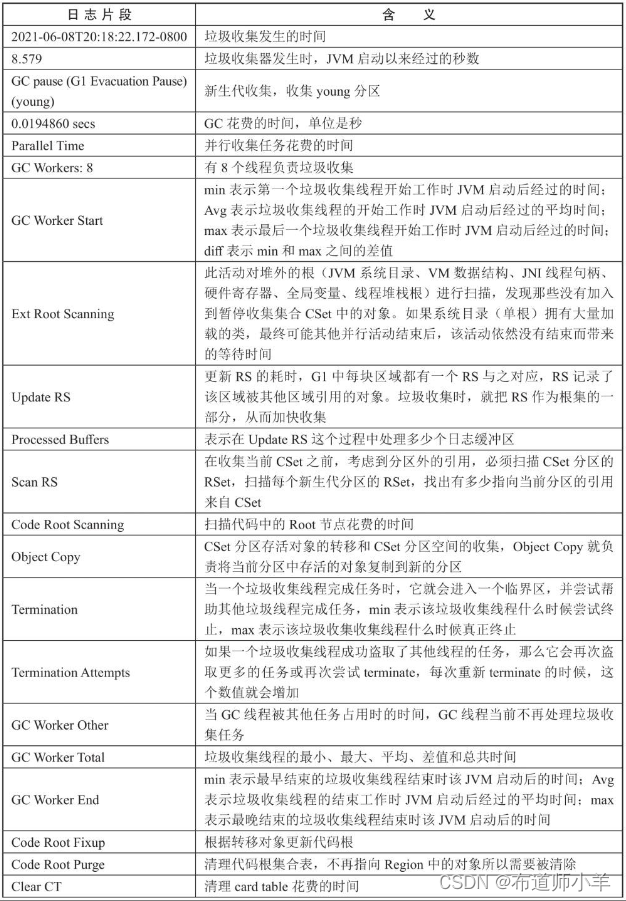 日志片段 含 义
2021-06-08T20:18:22.172-0800 垃圾收集发生的时间
8.579 垃圾收集器发生时，JVM 启动以来经过的秒数
GC pause (G1 Evacuation Pause)
(young)
新生代收集，收集 young 分区
0.0194860 secs GC 花费的时间，单位是秒
Parallel Time 并行收集任务花费的时间
GC Workers: 8 有 8 个线程负责垃圾收集
GC Worker Start
min 表示第一个垃圾收集线程开始工作时 JVM 启动后经过的时间；
Avg 表示垃圾收集线程的开始工作时 JVM 启动后经过的平均时间；
max 表示最后一个垃圾收集线程开始工作时 JVM 启动后经过的时间；
diff 表示 min 和 max 之间的差值
Ext Root Scanning
此活动对堆外的根（JVM 系统目录、VM 数据结构、JNI 线程句柄、
硬件寄存器、全局变量、线程堆栈根）进行扫描，发现那些没有加入
到暂停收集集合 CSet 中的对象。如果系统目录（单根）拥有大量加
载的类，最终可能其他并行活动结束后，该活动依然没有结束而带来
的等待时间
Update RS
更新 RS 的耗时，G1 中每块区域都有一个 RS 与之对应，RS 记录了
该区域被其他区域引用的对象。垃圾收集时，就把 RS 作为根集的一
部分，从而加快收集
Processed Buffers 表示在 Update RS 这个过程中处理多少个日志缓冲区
Scan RS
在收集当前 CSet 之前，考虑到分区外的引用，必须扫描 CSet 分区的
RSet，扫描每个新生代分区的 RSet，找出有多少指向当前分区的引用
来自 CSet
Code Root Scanning 扫描代码中的 Root 节点花费的时间
Object Copy
CSet 分区存活对象的转移和 CSet 分区空间的收集，Object Copy 就负
责将当前分区中存活的对象复制到新的分区
Termination
当一个垃圾收集线程完成任务时，它就会进入一个临界区，并尝试帮
助其他垃圾线程完成任务，min 表示该垃圾收集线程什么时候尝试终
止，max 表示该垃圾收集收集线程什么时候真正终止
Termination Attempts
如果一个垃圾收集线程成功盗取了其他线程的任务，那么它会再次盗
取更多的任务或再次尝试 terminate，每次重新 terminate 的时候，这
个数值就会增加
GC Worker Other
当 GC 线程被其他任务占用时的时间，GC 线程当前不再处理垃圾收
集任务
GC Worker Total 垃圾收集线程的最小、最大、平均、差值和总共时间
GC Worker End
min 表示最早结束的垃圾收集线程结束时该 JVM 启动后的时间；Avg
表示垃圾收集线程的结束工作时 JVM 启动后经过的平均时间；max
表示最晚结束的垃圾收集线程结束时该 JVM 启动后的时间
Code Root Fixup 根据转移对象更新代码根
Code Root Purge 清理代码根集合表，不再指向 Region 中的对象所以需要被清除
Clear CT 清理 card table 花费的时间
CSDN @布道师小羊